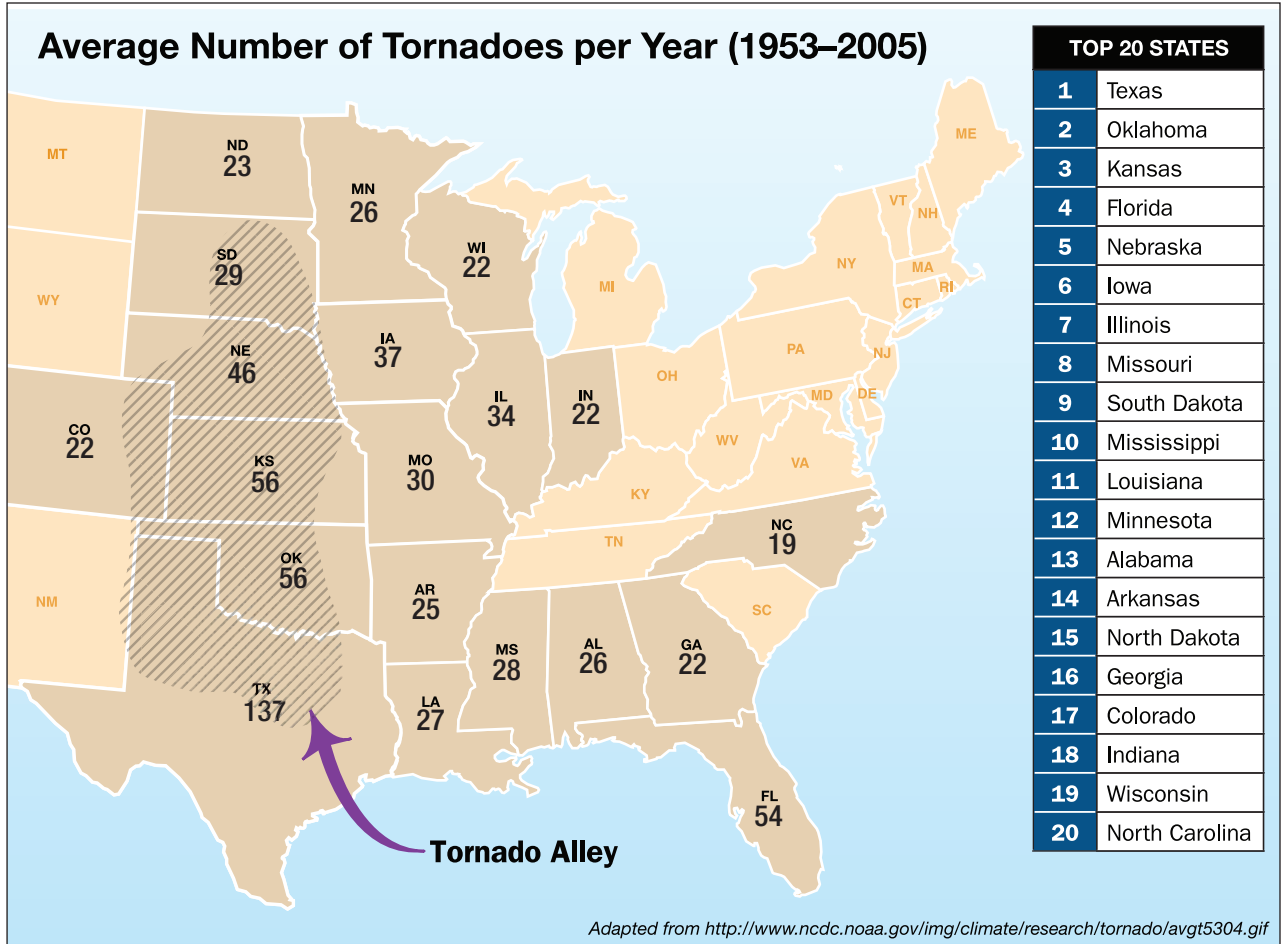 Average Number of Tornadoes per Year (1953–2005)
MT
ND
23
MN
26
ME
VT
NH
WI
22
SD
29
NY
MA
RI
CT
MI
WY
IA
37
NE
46
PA
NJ
OH
MD
DE
IL
34
IN
22
CO
22
WV
VA
KS
56
MO
30
KY
NC
19
TN
OK
56
AR
25
NM
SC
MS
28
AL
26
GA
22
TX
137
LA
27
FL
54
Tornado Alley
TOP 20 STATES
1 Texas
2 Oklahoma
3 Kansas
4 Florida
5 Nebraska
6 Iowa
7 Illinois
8 Missouri
9 South Dakota
10 Mississippi
11 Louisiana
12 Minnesota
13 Alabama
14 Arkansas
15 North Dakota
16 Georgia
17 Colorado
18 Indiana
19 Wisconsin
20 North Carolina
Adapted from http://www.ncdc.noaa.gov/img/climate/research/tornado/avgt5304.gif